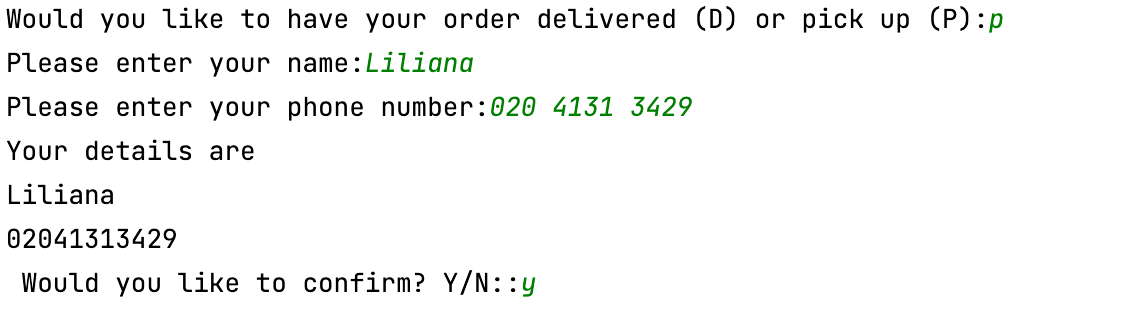 Would you like to have your order delivered (D) or pick up (P):p
Please enter your name:Liliana
Please enter your phone number:020 4131 3429
Your details are
Liliana
02041313429
 Would you like to confirm? Y/N::y